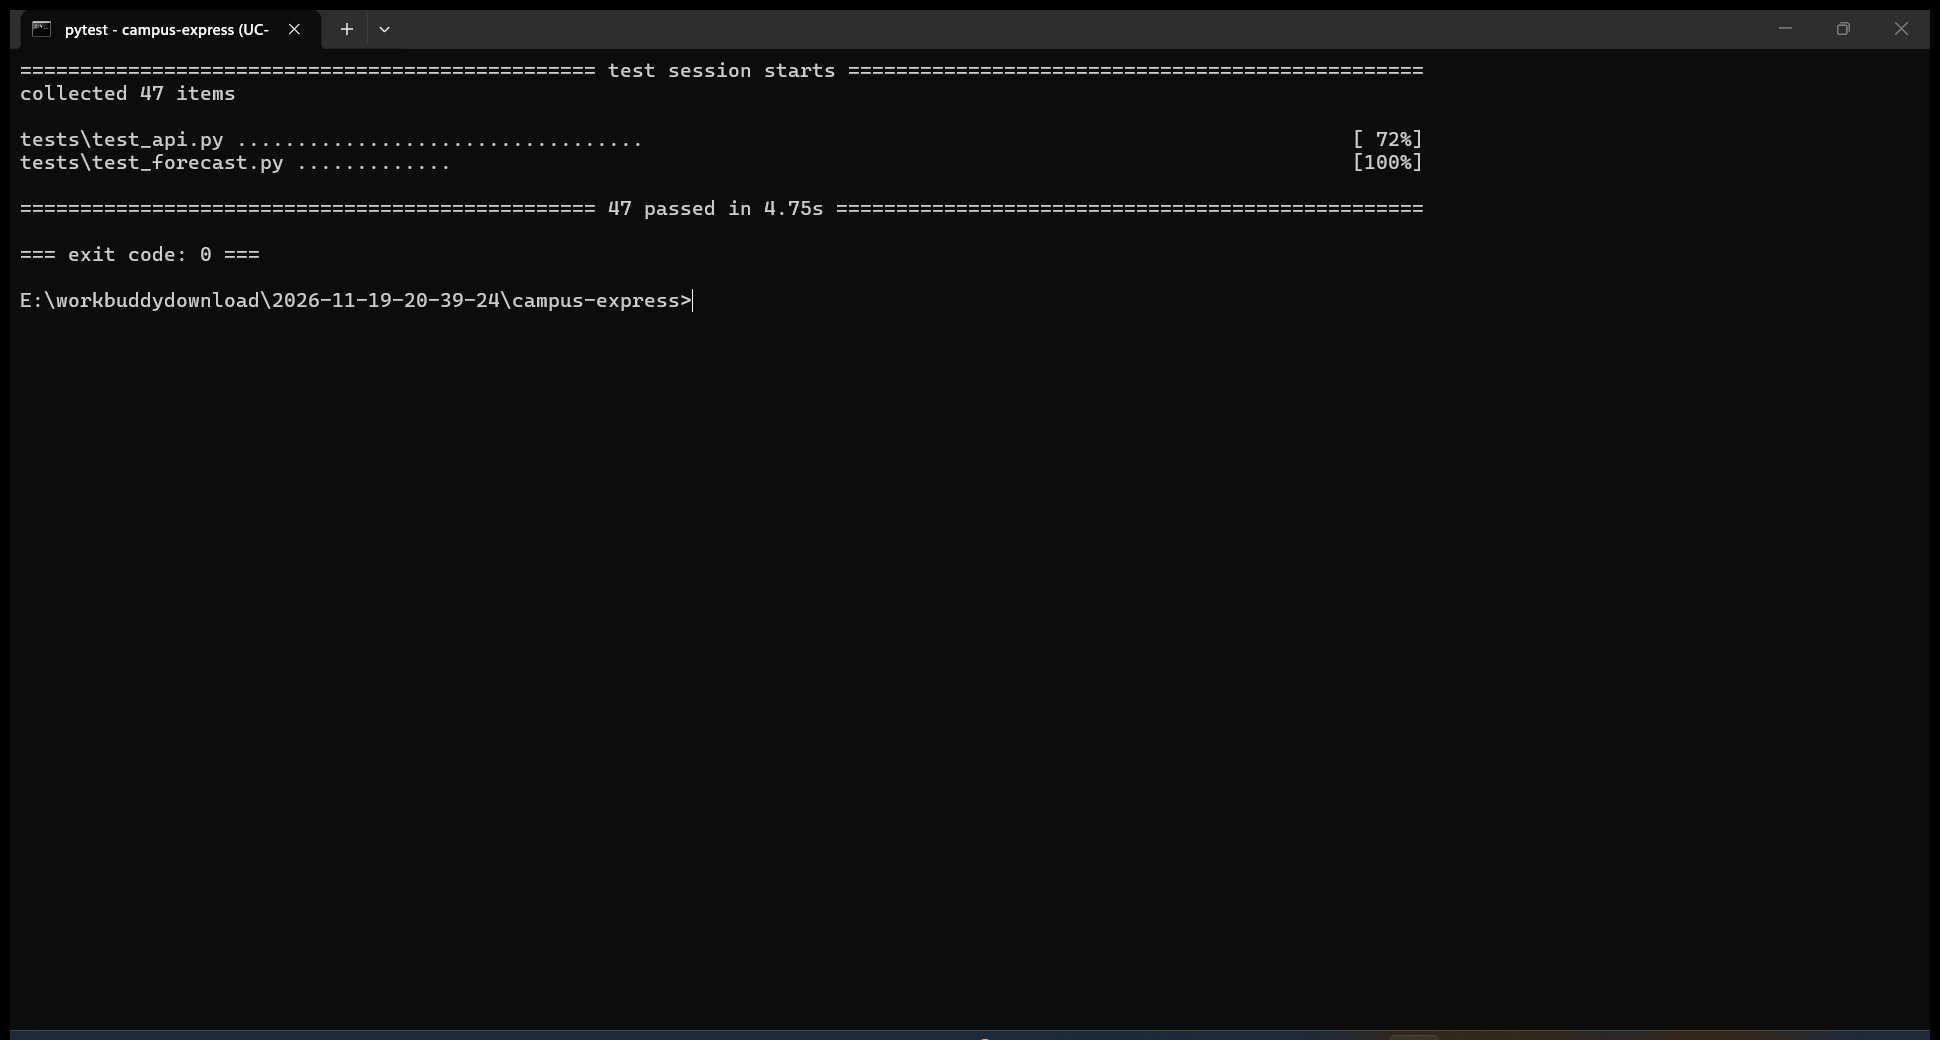 pytest - campus-express (UC-
=============================================== test session starts ===============================================
collected 47 items
tests\test_api.py .................................. [ 72%]
tests\test_forecast.py ............. [100%]
=============================================== 47 passed in 4.75s ================================================
=== exit code: 0 ===
E:\workbuddydownload\2026-11-19-20-39-24\campus-express>